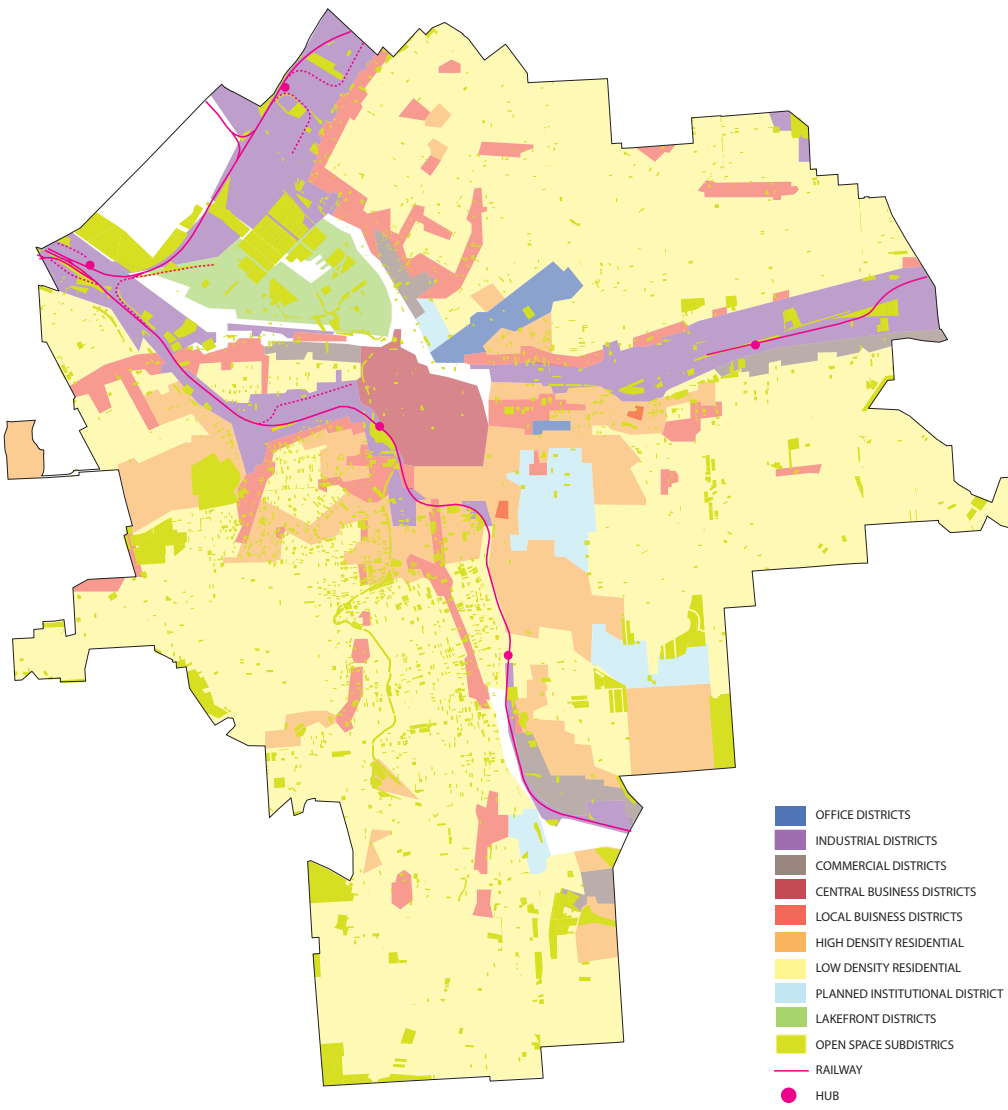 OFFICE DISTRICTS
INDUSTRIAL DISTRICTS
COMMERCIAL DISTRICTS
CENTRAL BUSINESS DISTRICTS
LOCAL BUISNESS DISTRICTS
HIGH DENSITY RESIDENTIAL
LOW DENSITY RESIDENTIAL
PLANNED INSTITUTIONAL DISTRICT
LAKEFRONT DISTRICTS
OPEN SPACE SUBDISTRICS
RAILWAY
HUB